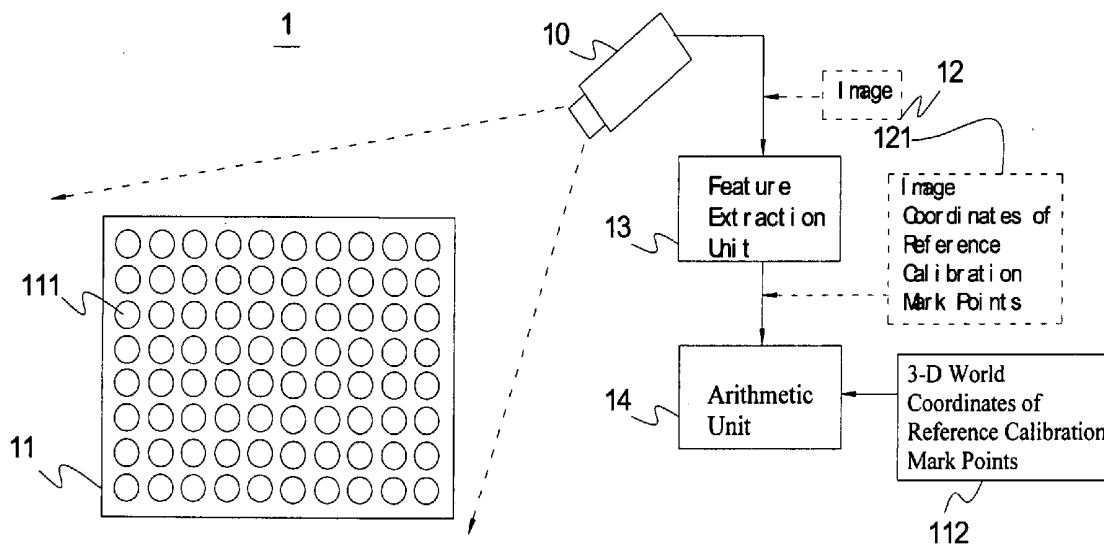 1
10
Image
12
121
Feature
Extraction
Unit
13
Image
Coordinates of
Reference
Calibration
Mark Points
111
Arithmetic
Unit
14
3-D World
Coordinates of
Reference Calibration
Mark Points
11
112